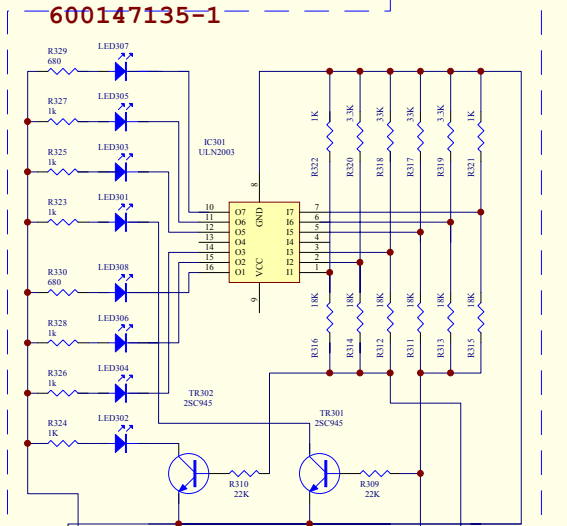 600147135-1
R329
680
LED307
R327
1k
LED305
R325
1k
LED303
R323
1k
LED301
R330
680
LED308
R328
1k
LED306
R326
1k
LED304
R324
1K
LED302
IC301
ULN2003
8
GND
10 O7 I7 7
11 O6 I6 6
12 O5 I5 5
13 O4 I4 4
14 O3 I3 3
15 O2 I2 2
16 O1 I1 1
VCC
9
1K 3.3K 33K 33K 3.3K 1K
R322 R320 R318 R317 R319 R321
18K 18K 18K 18K 18K 18K
R316 R314 R312 R311 R313 R315
TR302
2SC945
TR301
2SC945
R310
22K
R309
22K